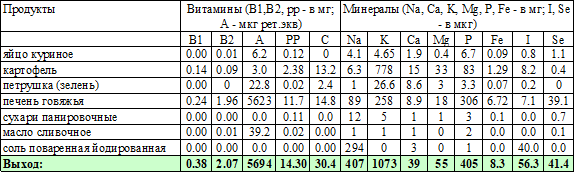 Продукты Витамины (B1,B2, pp - в мг; A - мкг рет.экв) Минералы (Na, Ca, K, Mg, P, Fe - в мг; I, Se - в мкг)
B1 B2 A PP C Na K Ca Mg P Fe I Se
яйцо куриное 0.00 0.01 6.2 0.12 0 4.1 4.65 1.9 0.4 6.7 0.09 0.8 1.1
картофель 0.14 0.09 3.0 2.38 13.2 6.3 778 15 33 83 1.29 8.2 0.4
петрушка (зелень) 0 0 22.8 0.02 2.4 1 26.6 8.6 3 3.3 0.07 0.2 0
печень говяжья 0.24 1.96 5623 11.7 14.8 89 258 8.9 18 306 6.72 7.1 39.1
сухари панировочные 0.0 0.0 0.0 0.11 0.0 12 5 1 1 3 0.1 0.0 0.7
масло сливочное 0.0 0.01 39.2 0.02 0.00 1 1 1 0 2 0.0 0.0 0.1
соль поваренная йодированная 0.0 0.0 0.0 0.00 0.0 294 0 3 0 1 0.0 40.0 0.0
Выход: 0.38 2.07 5694 14.30 30.4 407 1073 39 55 405 8.3 56.3 41.4